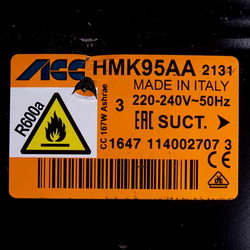 ACC HMK95AA 2131
MADE IN ITALY
3 220-240V~50Hz
R600a
CC 167W Ashrae
EAC SUCT.
1647 114002707 3